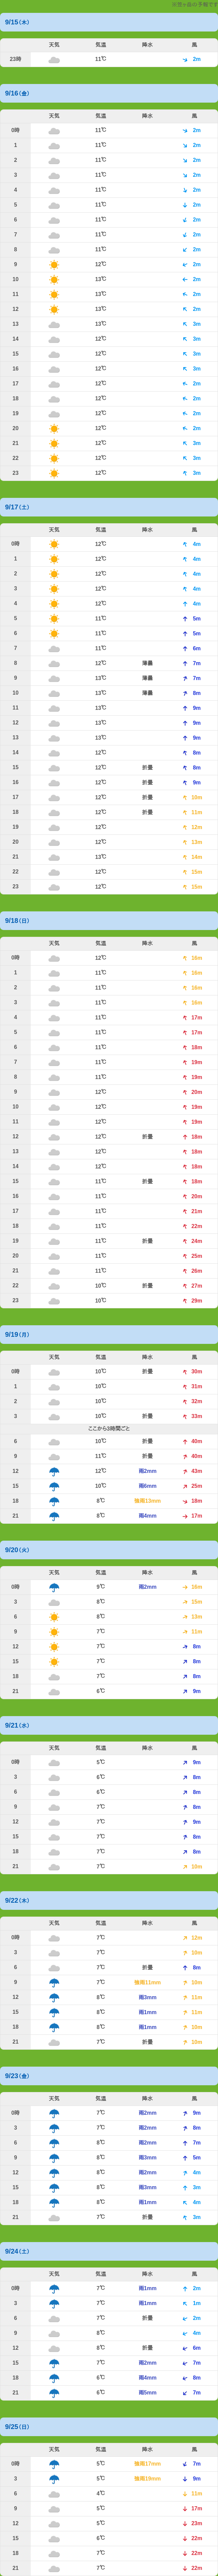 天気&風の予報です
9/15（木）
天気 気温 降水 風
23時 11℃ 2m
9/16（金）
天気 気温 降水 風
0時 11℃ 2m
1 11℃ 2m
2 11℃ 2m
3 11℃ 2m
4 11℃ 2m
5 11℃ 2m
6 11℃ 2m
7 11℃ 2m
8 11℃ 2m
9 12℃ 2m
10 13℃ 2m
11 13℃ 2m
12 13℃ 2m
13 13℃ 3m
14 12℃ 3m
15 12℃ 3m
16 12℃ 3m
17 12℃ 2m
18 12℃ 2m
19 12℃ 2m
20 12℃ 2m
21 12℃ 3m
22 12℃ 3m
23 12℃ 3m
9/17（土）
天気 気温 降水 風
0時 12℃ 4m
1 12℃ 4m
2 12℃ 4m
3 12℃ 4m
4 11℃ 4m
5 11℃ 5m
6 11℃ 5m
7 11℃ 6m
8 12℃ 薄曇 7m
9 13℃ 薄曇 7m
10 13℃ 薄曇 8m
11 13℃ 9m
12 13℃ 9m
13 13℃ 9m
14 12℃ 8m
15 12℃ 折曇 8m
16 12℃ 折曇 9m
17 12℃ 折曇 10m
18 12℃ 折曇 11m
19 12℃ 12m
20 12℃ 13m
21 13℃ 14m
22 12℃ 15m
23 12℃ 15m
9/18（日）
天気 気温 降水 風
0時 12℃ 16m
1 11℃ 16m
2 11℃ 16m
3 11℃ 16m
4 11℃ 17m
5 11℃ 17m
6 11℃ 18m
7 11℃ 19m
8 11℃ 19m
9 12℃ 20m
10 12℃ 19m
11 12℃ 19m
12 12℃ 折曇 18m
13 12℃ 18m
14 12℃ 18m
15 11℃ 折曇 18m
16 11℃ 20m
17 11℃ 21m
18 11℃ 22m
19 11℃ 折曇 24m
20 11℃ 25m
21 11℃ 26m
22 10℃ 折曇 27m
23 10℃ 29m
9/19（月）
天気 気温 降水 風
0時 10℃ 折曇 30m
1 10℃ 31m
2 10℃ 32m
3 10℃ 折曇 33m
ここから3時間ごと
6 10℃ 折曇 40m
9 11℃ 折曇 40m
12 12℃ 雨2mm 43m
15 10℃ 雨6mm 25m
18 8℃ 強雨13mm 18m
21 8℃ 雨4mm 17m
9/20（火）
天気 気温 降水 風
0時 9℃ 雨2mm 16m
3 8℃ 15m
6 8℃ 13m
9 7℃ 11m
12 7℃ 8m
15 7℃ 8m
18 7℃ 8m
21 6℃ 9m
9/21（水）
天気 気温 降水 風
0時 5℃ 9m
3 6℃ 8m
6 6℃ 8m
9 7℃ 8m
12 7℃ 9m
15 7℃ 8m
18 7℃ 8m
21 7℃ 10m
9/22（木）
天気 気温 降水 風
0時 7℃ 12m
3 7℃ 10m
6 7℃ 折曇 8m
9 7℃ 強雨11mm 10m
12 8℃ 雨3mm 11m
15 8℃ 雨1mm 11m
18 8℃ 雨1mm 10m
21 7℃ 折曇 10m
9/23（金）
天気 気温 降水 風
0時 7℃ 雨2mm 9m
3 7℃ 雨2mm 8m
6 8℃ 雨2mm 7m
9 8℃ 雨3mm 5m
12 8℃ 雨2mm 4m
15 8℃ 雨3mm 3m
18 8℃ 雨1mm 4m
21 7℃ 折曇 3m
9/24（土）
天気 気温 降水 風
0時 7℃ 雨1mm 2m
3 7℃ 雨1mm 1m
6 7℃ 折曇 2m
9 8℃ 4m
12 8℃ 折曇 6m
15 7℃ 雨2mm 7m
18 6℃ 雨4mm 8m
21 6℃ 雨5mm 7m
9/25（日）
天気 気温 降水 風
0時 5℃ 強雨17mm 7m
3 5℃ 強雨19mm 9m
6 4℃ 11m
9 5℃ 17m
12 5℃ 23m
15 6℃ 22m
18 7℃ 22m
21 7℃ 22m